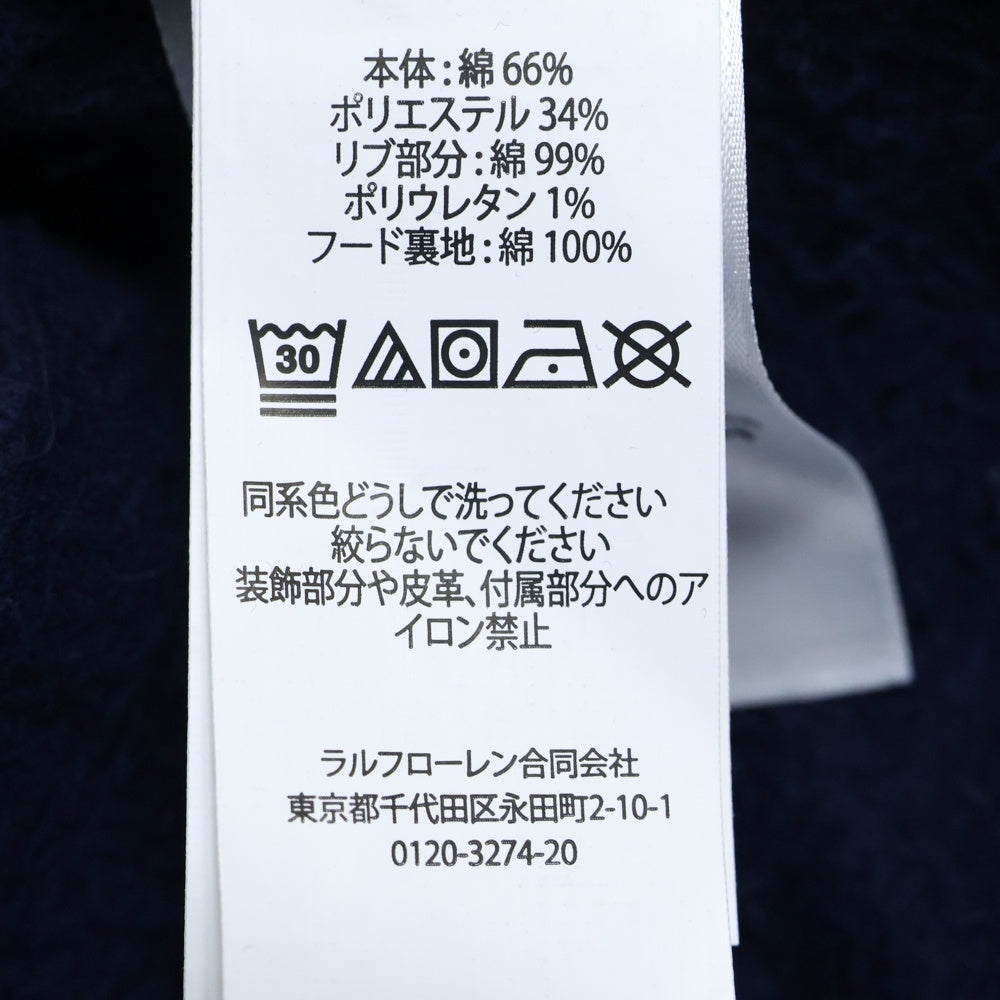 本体:綿 66%
ポリエステル 34%
リブ部分:綿 99%
ポリウレタン 1%
フード裏地:綿 100%
30
同系色どうしで洗ってください
絞らないでください
装飾部分や皮革、付属部分へのア
イロン禁止
ラルフローレン合同会社
東京都千代田区永田町2-10-1
0120-3274-20